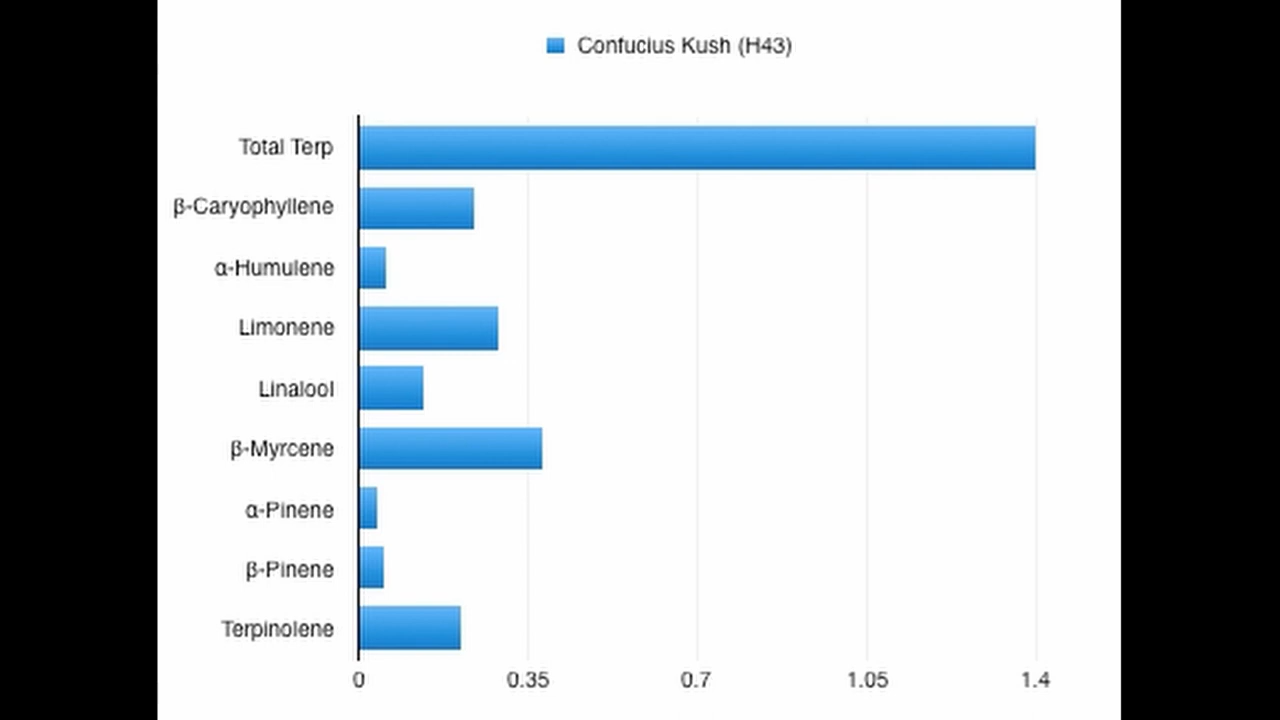 Confucius Kush (H43)
Total Terp
β-Caryophyllene
α-Humulene
Limonene
Linalool
β-Myrcene
α-Pinene
β-Pinene
Terpinolene
0 0.35 0.7 1.05 1.4